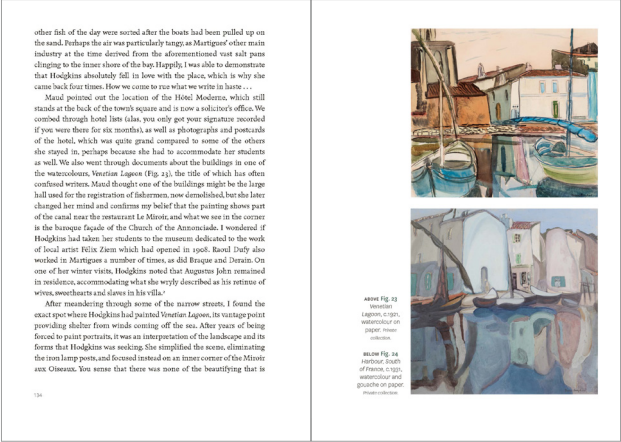 other fish of the day were sorted after the boats had been pulled up on
the sand. Perhaps the air was particularly tangy, as Martigues' other main
industry at the time derived from the aforementioned vast salt pans
clinging to the inner shore of the bay. Happily, I was able to demonstrate
that Hodgkins absolutely fell in love with the place, which is why she
came back four times. How we come to rue what we write in haste . . .
Maud pointed out the location of the Hôtel Moderne, which still
stands at the back of the town's square and is now a solicitor's office. We
combed through hotel lists (alas, you only got your signature recorded
if you were there for six months), as well as photographs and postcards
of the hotel, which was quite grand compared to some of the others
she stayed in, perhaps because she had to accommodate her students
as well. We also went through documents about the buildings in one of
the watercolours, Venetian Lagoon (Fig. 23), the title of which has often
confused writers. Maud thought one of the buildings might be the large
hall used for the registration of fishermen, now demolished, but she later
changed her mind and confirms my belief that the painting shows part
of the canal near the restaurant Le Miroir, and what we see in the corner
is the baroque façade of the Church of the Annonciade. I wondered if
Hodgkins had taken her students to the museum dedicated to the work
of local artist Félix Ziem which had opened in 1908. Raoul Dufy also
worked in Martigues a number of times, as did Braque and Derain. On
one of her winter visits, Hodgkins noted that Augustus John remained
in residence, accommodating what she wryly described as his retinue of
wives, sweethearts and slaves in his villa.
After meandering through some of the narrow streets, I found the
exact spot where Hodgkins had painted Venetian Lagoon, its vantage point
providing shelter from winds coming off the sea. After years of being
forced to paint portraits, it was an interpretation of the landscape and its
forms that Hodgkins was seeking. She simplified the scene, eliminating
the iron lamp posts, and focused instead on an inner corner of the Miroir
aux Oiseaux. You sense that there was none of the beautifying that is
134
ABOVE Fig. 23
Venetian
Lagoon, c.1921,
watercolour on
paper. Private
collection
BELOW Fig. 24
Harbour, South
of France, c.1931,
watercolour and
gouache on paper.
Private collection